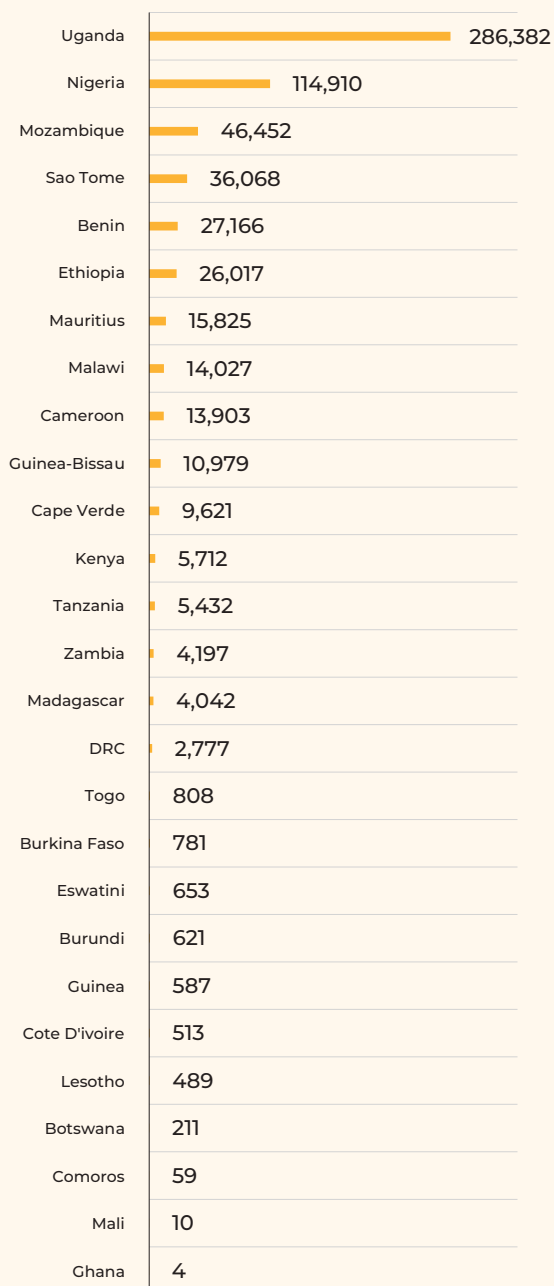 Uganda 286,382
Nigeria 114,910
Mozambique 46,452
Sao Tome 36,068
Benin 27,166
Ethiopia 26,017
Mauritius 15,825
Malawi 14,027
Cameroon 13,903
Guinea-Bissau 10,979
Cape Verde 9,621
Kenya 5,712
Tanzania 5,432
Zambia 4,197
Madagascar 4,042
DRC 2,777
Togo 808
Burkina Faso 781
Eswatini 653
Burundi 621
Guinea 587
Cote D'ivoire 513
Lesotho 489
Botswana 211
Comoros 59
Mali 10
Ghana 4